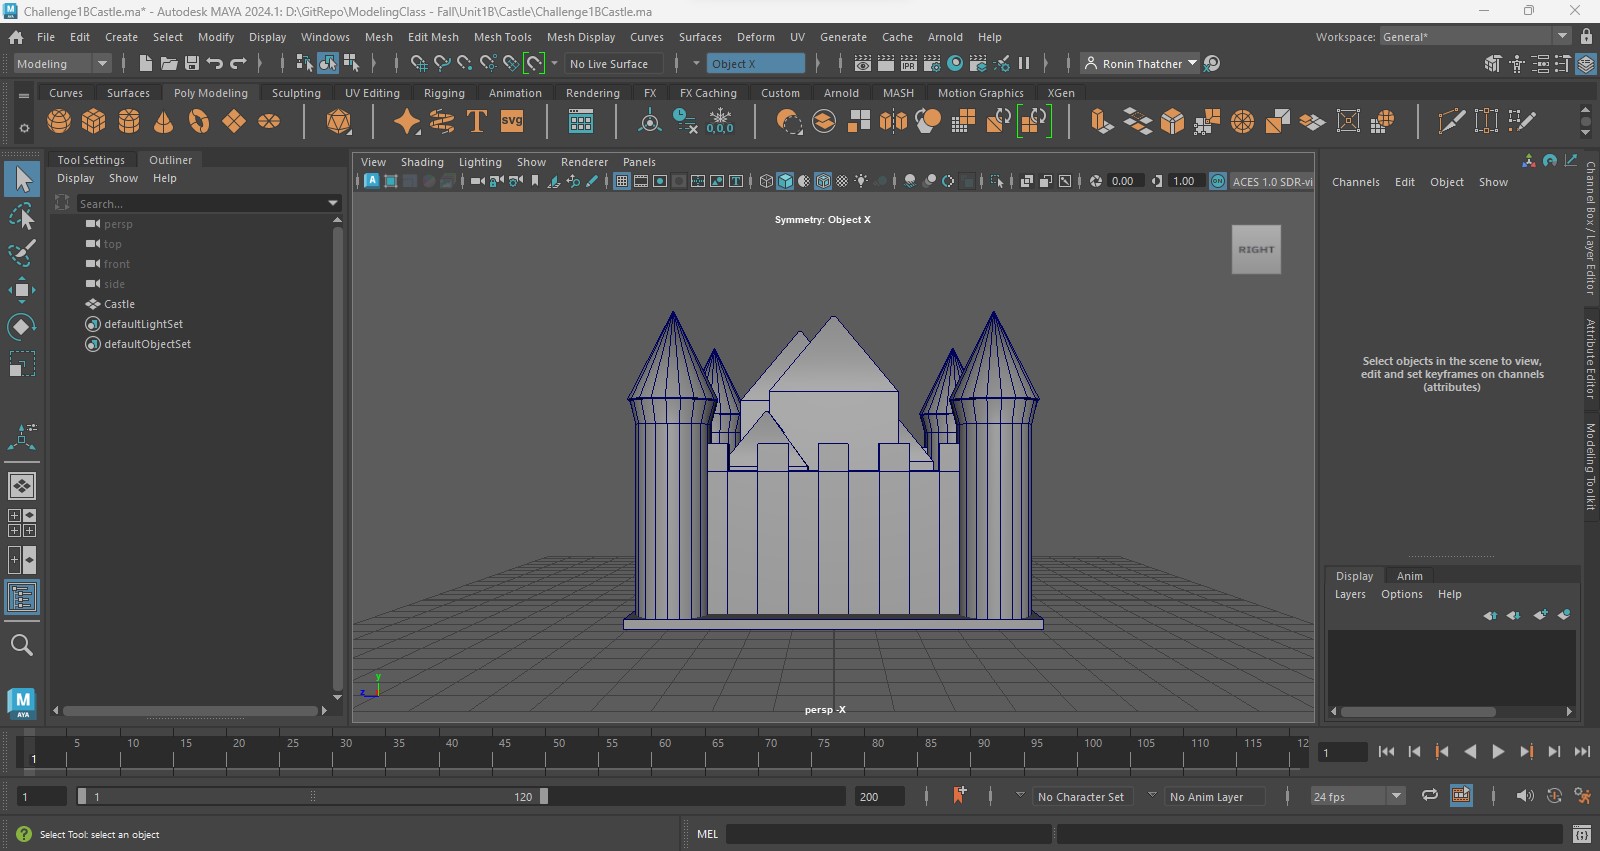 Challenge1BCastle.ma* - Autodesk MAYA 2024.1: D:\GitRepo\ModelingClass - Fall\Unit1B\Castle\Challenge1BCastle.ma
File Edit Create Select Modify Display Windows Mesh Edit Mesh Mesh Tools Mesh Display Curves Surfaces Deform UV Generate Cache Arnold Help Workspace: General*
Modeling No Live Surface Object X IPR Ronin Thatcher
Curves Surfaces Poly Modeling Sculpting UV Editing Rigging Animation Rendering FX FX Caching Custom Arnold MASH Motion Graphics XGen
T SVG 0,0,0
Tool Settings Outliner
Display Show Help
Search...
persp
top
front
side
Castle
defaultLightSet
defaultObjectSet
View Shading Lighting Show Renderer Panels
A 0.00 1.00 ON ACES 1.0 SDR-vi
Symmetry: Object X
RIGHT
y
z
persp -X
Channels Edit Object Show
Select objects in the scene to view,
edit and set keyframes on channels
(attributes)
Channel Box / Layer Editor
Attribute Editor
Modeling Toolkit
Display Anim
Layers Options Help
M
AYA
5 10 15 20 25 30 35 40 45 50 55 60 65 70 75 80 85 90 95 100 105 110 115 12
1
1
1 1 120 200 No Character Set No Anim Layer 24 fps
? Select Tool: select an object MEL